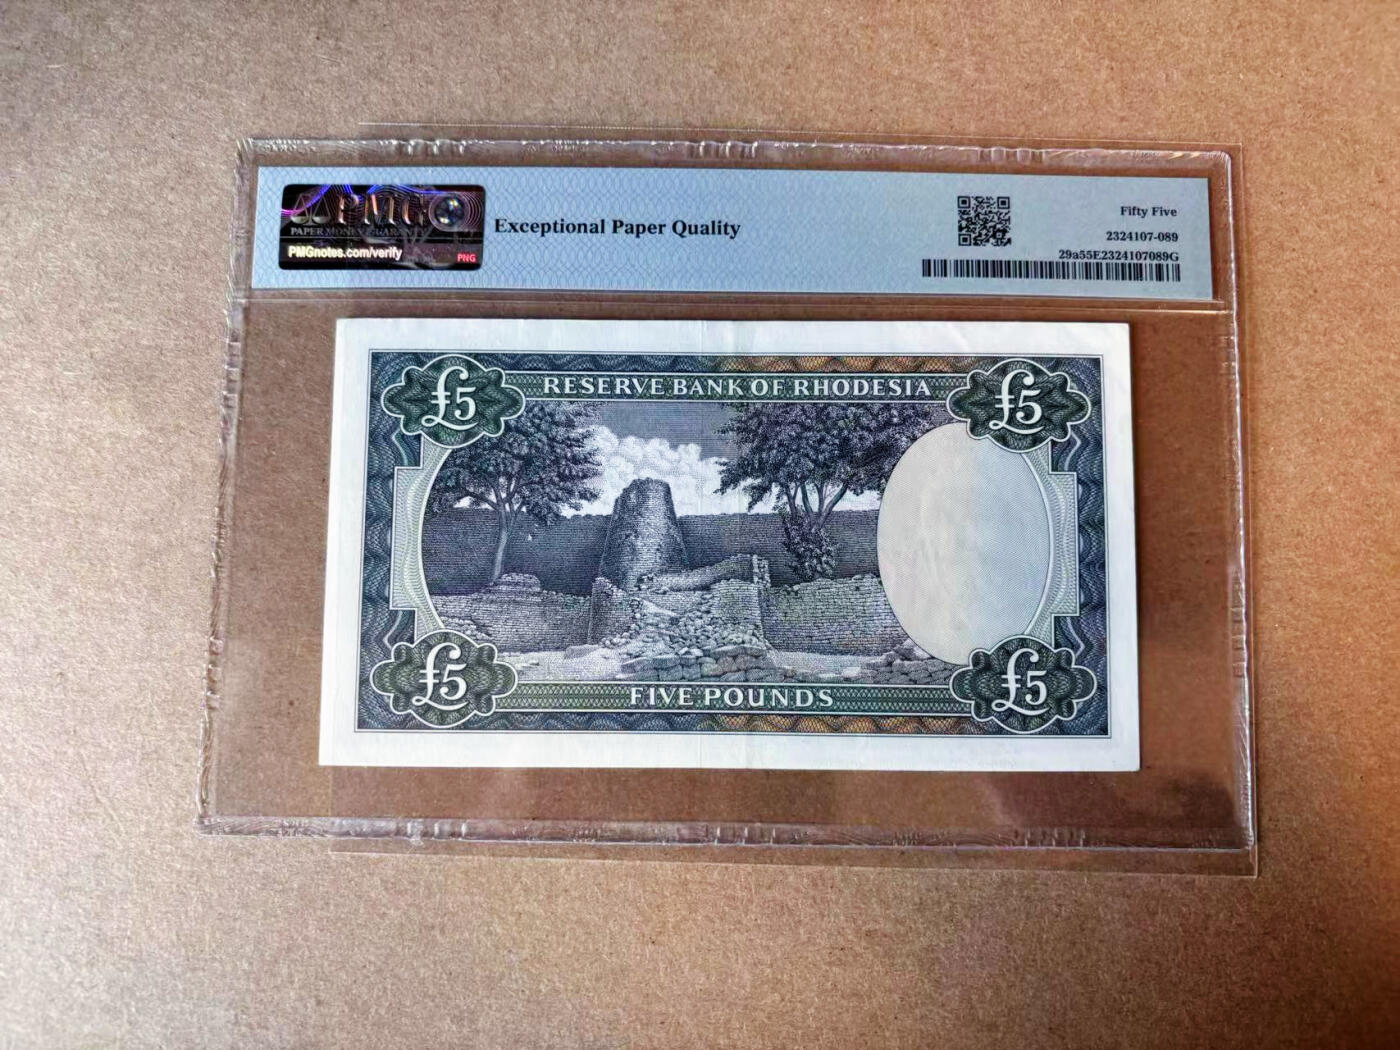 PMG
PAPER MONEY GUARANTY
PMGnotes.com/verify
PNG
Exceptional Paper Quality
Fifty Five
2324107-089
29a55E2324107089G
£5
RESERVE BANK OF RHODESIA
£5
£5
FIVE POUNDS
£5